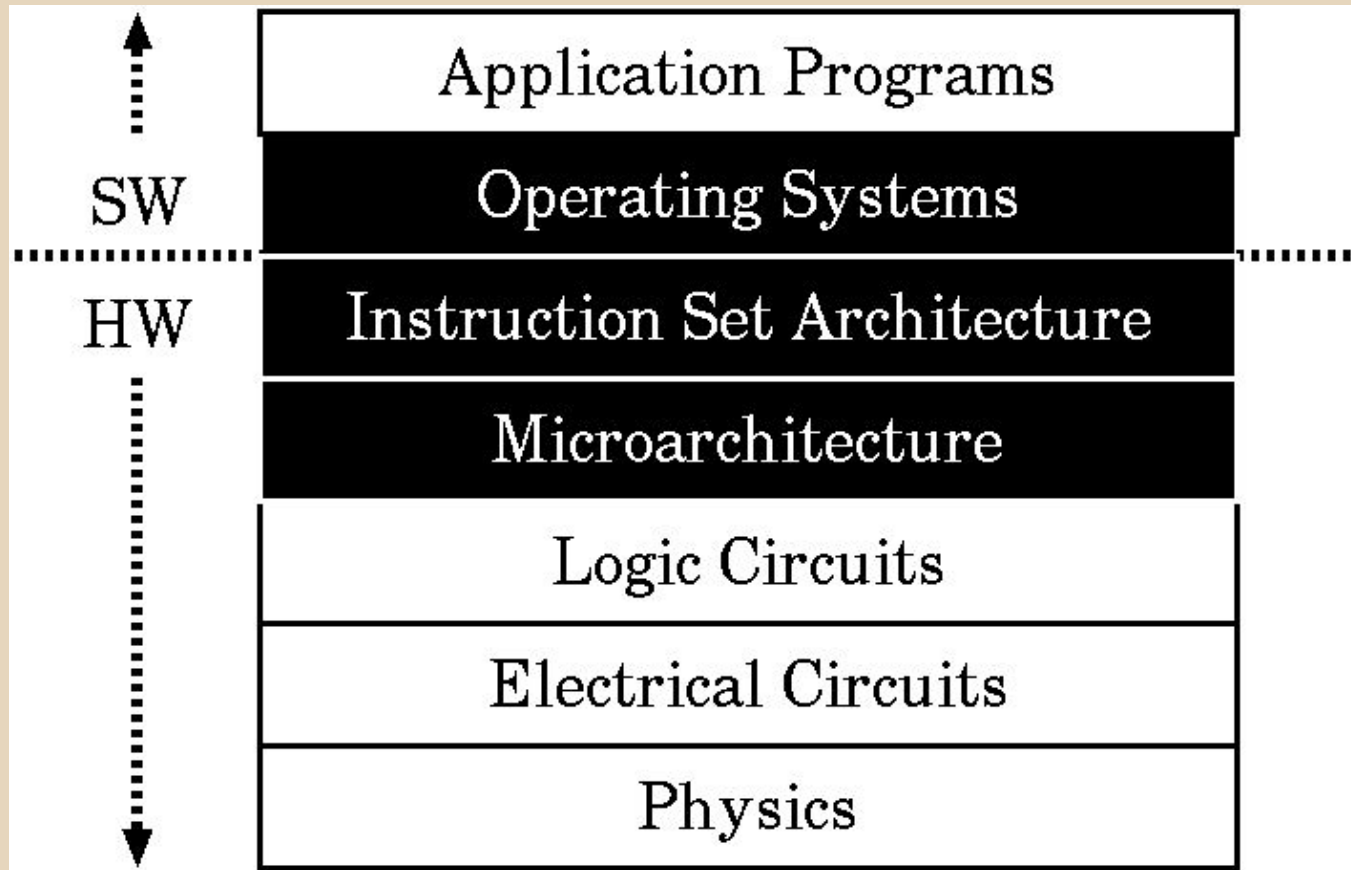 Application Programs
SW
Operating Systems
HW
Instruction Set Architecture
Microarchitecture
Logic Circuits
Electrical Circuits
Physics